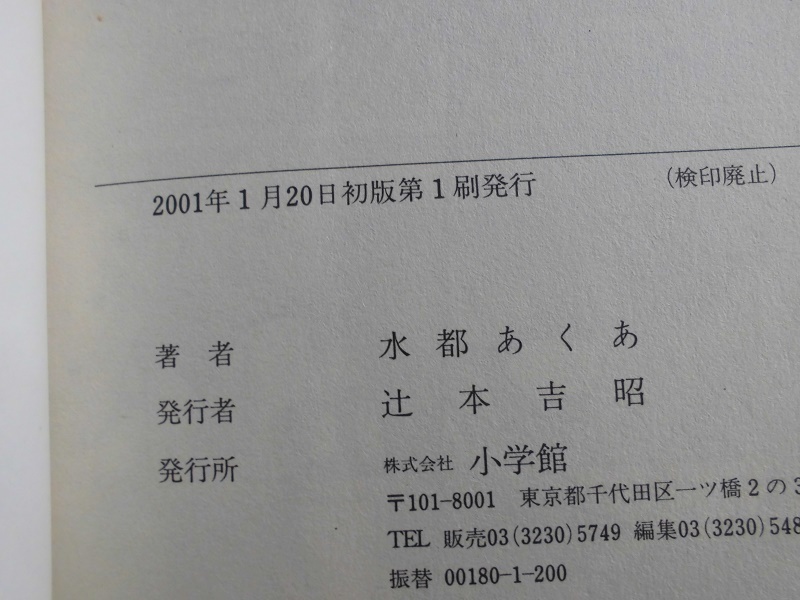 2001年1月20日初版第1刷発行 (検印廃止)
著者 水都あくあ
発行者 辻本吉昭
発行所 株式会社 小学館
〒101-8001 東京都千代田区一ツ橋2の3
TEL 販売03(3230)5749 編集03(3230)548
振替 00180-1-200